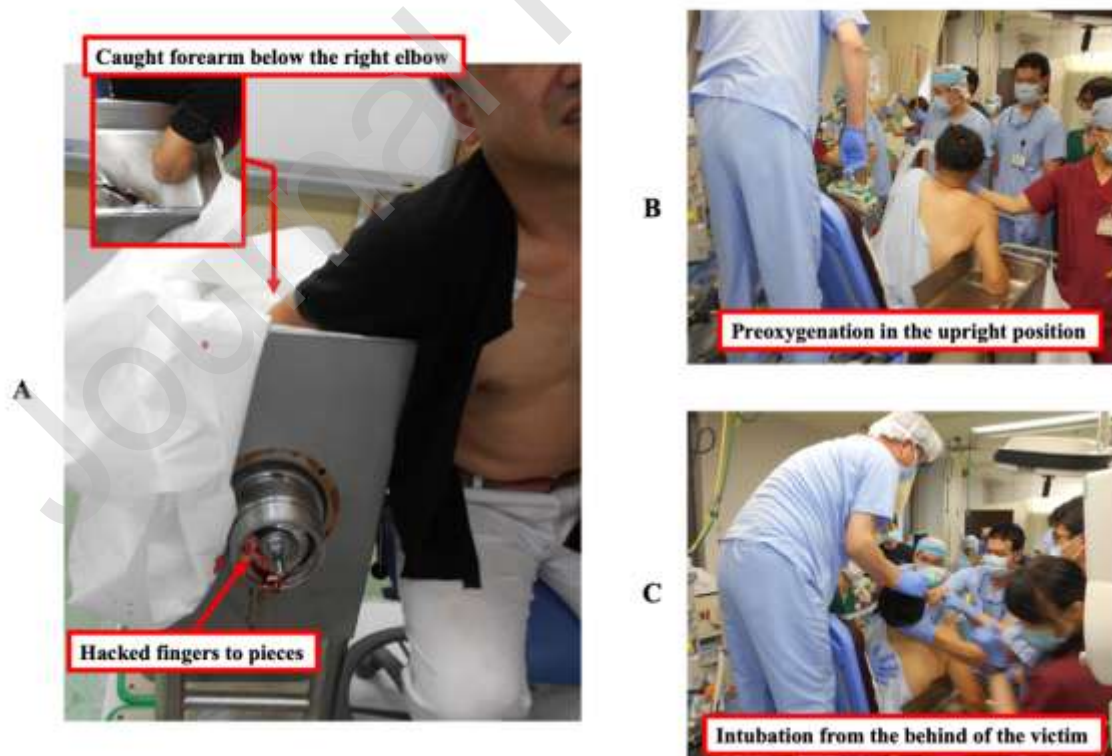 Caught forearm below the right elbow
A
Hacked fingers to pieces
B
Preoxygenation in the upright position
C
Intubation from the behind of the victim
Journal